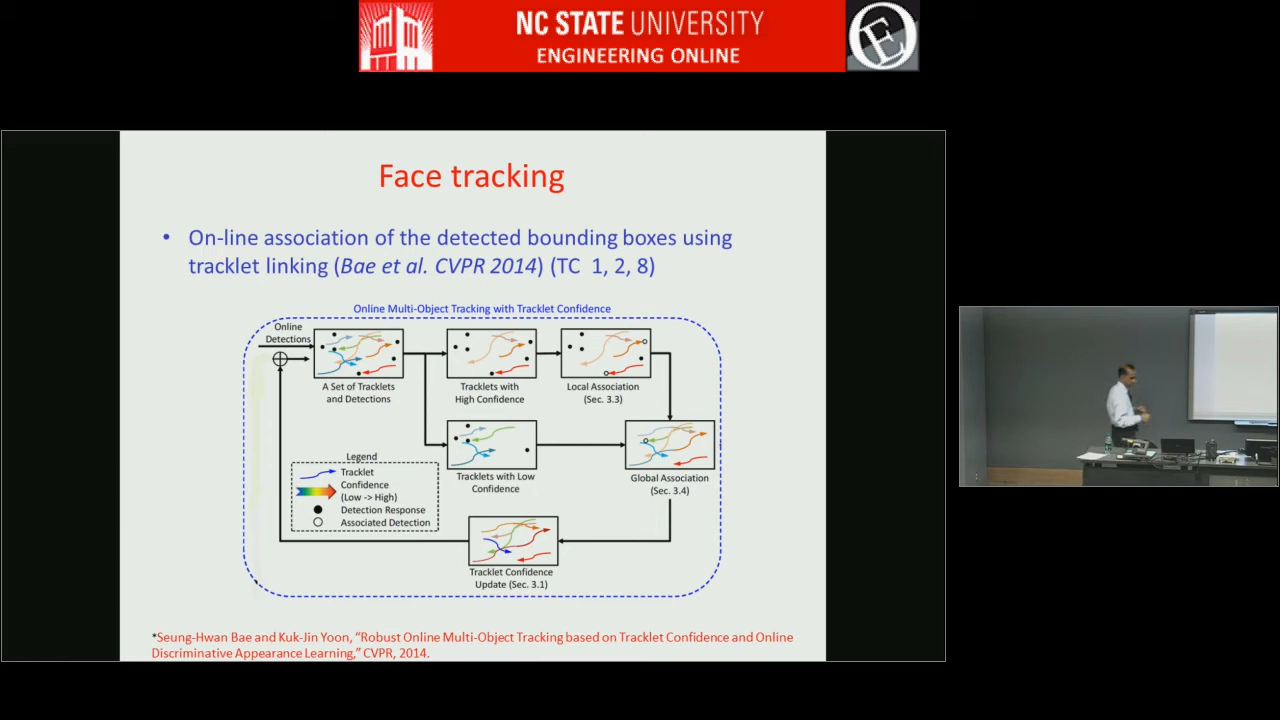 NC STATE UNIVERSITY
ENGINEERING ONLINE
Face tracking
• On-line association of the detected bounding boxes using
tracklet linking (Bae et al. CVPR 2014) (TC 1, 2, 8)
Online Multi-Object Tracking with Tracklet Confidence
Online
Detections
A Set of Tracklets
and Detections
Tracklets with
High Confidence
Local Association
(Sec. 3.3)
Tracklets with Low
Confidence
Global Association
(Sec. 3.4)
Legend
Tracklet
Confidence
(Low -> High)
Detection Response
Associated Detection
Tracklet Confidence
Update (Sec. 3.1)
*Seung-Hwan Bae and Kuk-Jin Yoon, “Robust Online Multi-Object Tracking based on Tracklet Confidence and Online
Discriminative Appearance Learning,” CVPR, 2014.